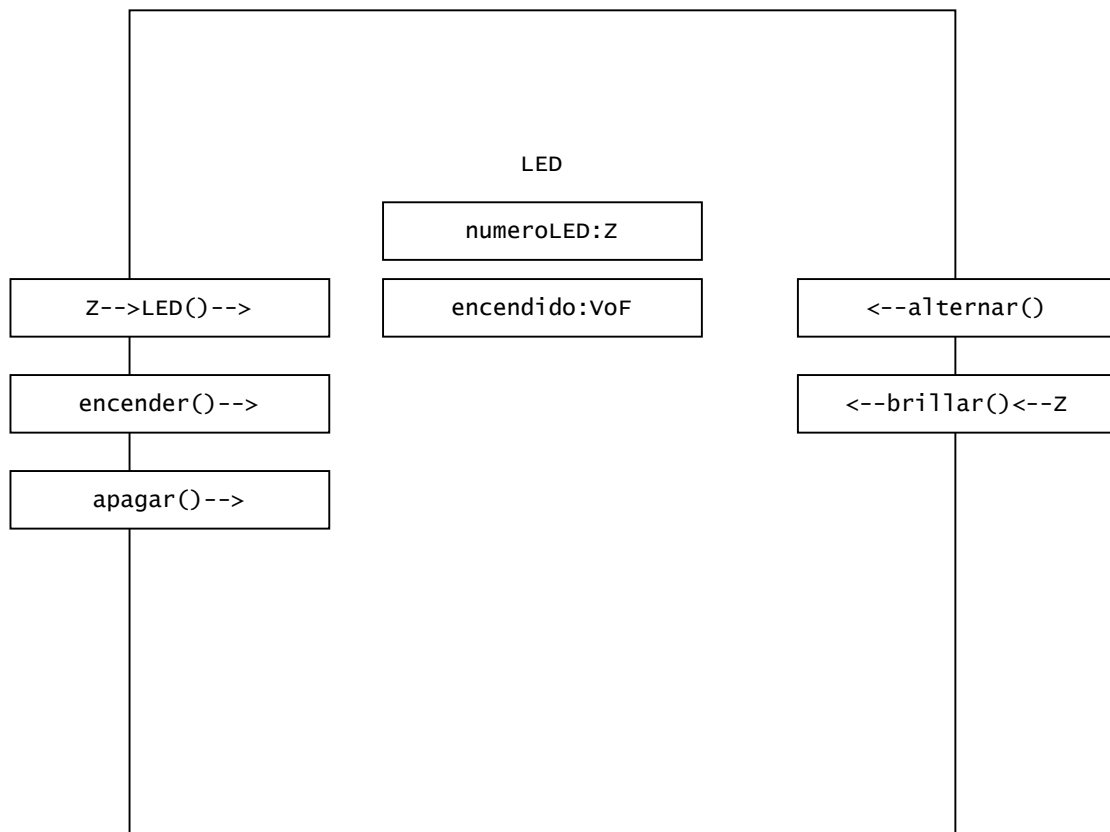 LED
numeroLED:Z
encendido:VoF
Z-->LED()-->
encender()-->
apagar()-->
<--alternar()
<--brillar()<--Z